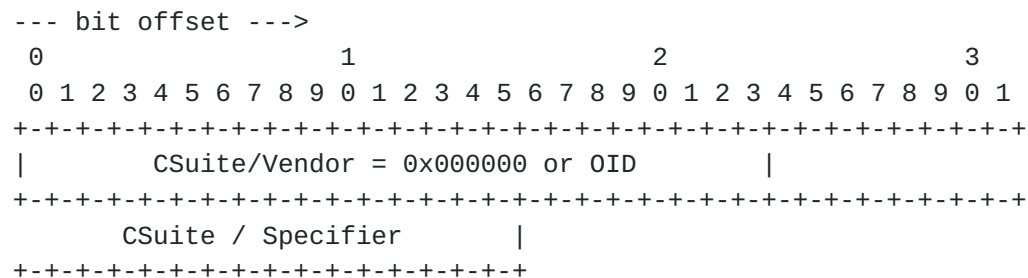 --- bit offset --->
 0                   1                   2                   3
 0 1 2 3 4 5 6 7 8 9 0 1 2 3 4 5 6 7 8 9 0 1 2 3 4 5 6 7 8 9 0 1
+-+-+-+-+-+-+-+-+-+-+-+-+-+-+-+-+-+-+-+-+-+-+-+-+-+-+-+-+-+-+-+-+
|        CSuite/Vendor = 0x000000 or OID        |
+-+-+-+-+-+-+-+-+-+-+-+-+-+-+-+-+-+-+-+-+-+-+-+-+-+-+-+-+-+-+-+-+
       CSuite / Specifier       |
+-+-+-+-+-+-+-+-+-+-+-+-+-+-+-+-+